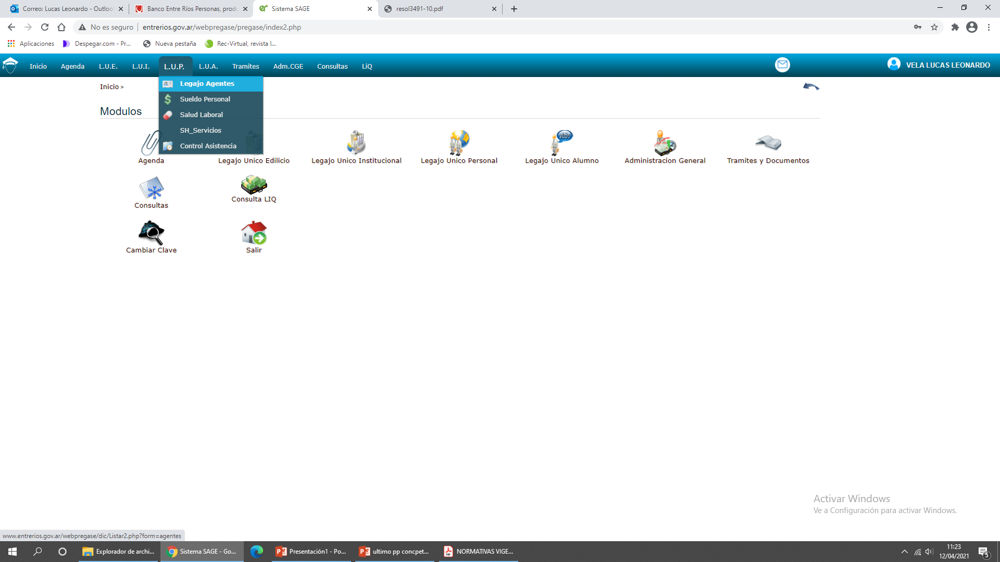 Correo: Lucas Leonardo - Outloo
Banco Entre Ríos Personas, produ
Sistema SAGE
resol3491-10.pdf
No es seguro
entrerios.gov.ar/webpregase/pregase/index2.php
Aplicaciones
Despegar.com - Pr...
Nueva pestaña
Rec-Virtual, revista l...
Inicio
Agenda
L.U.E.
L.U.I.
L.U.P.
L.U.A.
Tramites
Adm.CGE
Consultas
LiQ
VELA LUCAS LEONARDO
Inicio >
Legajo Agentes
Sueldo Personal
Salud Laboral
SH_Servicios
Control Asistencia
Modulos
Agenda
Legajo Unico Edilicio
Legajo Unico Institucional
Legajo Unico Personal
Ab!
Legajo Unico Alumno
Administracion General
Tramites y Documentos
Consultas
Consulta LIQ
Cambiar Clave
Salir
Activar Windows
Ve a Configuración para activar Windows.
www.entrerios.gov.ar/webpregase/dic/Listar2.php?form=agentes
Explorador de archi...
Sistema SAGE - Go...
Presentación1 - Po...
ultimo pp concpet...
NORMATIVAS VIGE...
11:23
12/04/2021
5